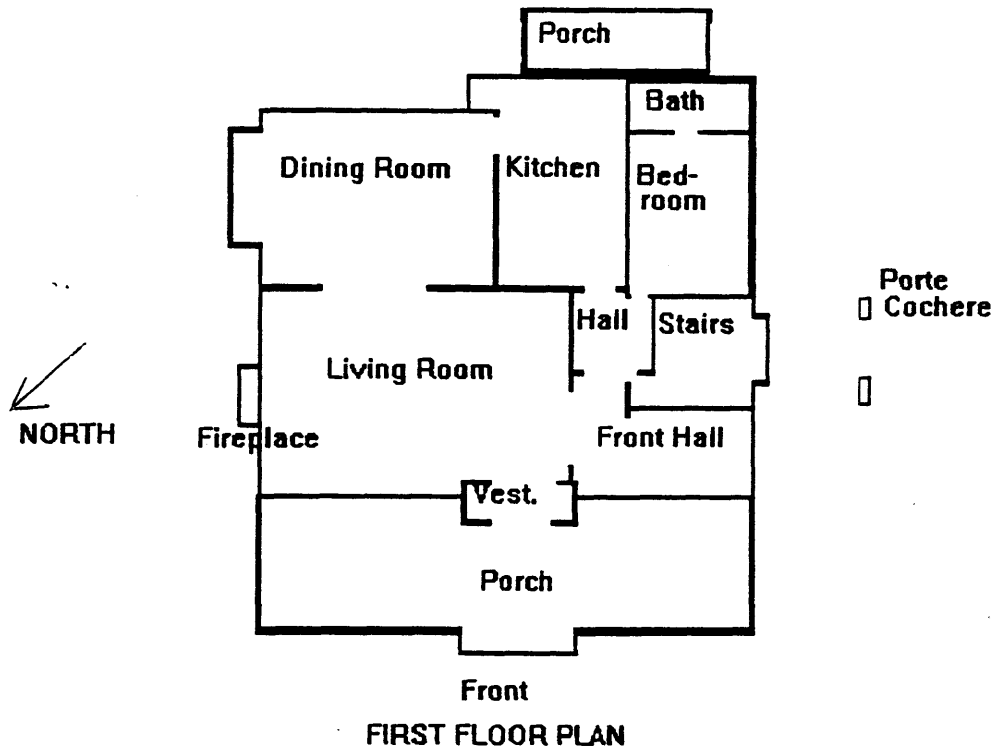 Porch
Bath
Dining Room
Kitchen
Bed-
room
Porte
Cochere
Hall
Stairs
Living Room
NORTH
Fireplace
Front Hall
Vest.
Porch
Front
FIRST FLOOR PLAN